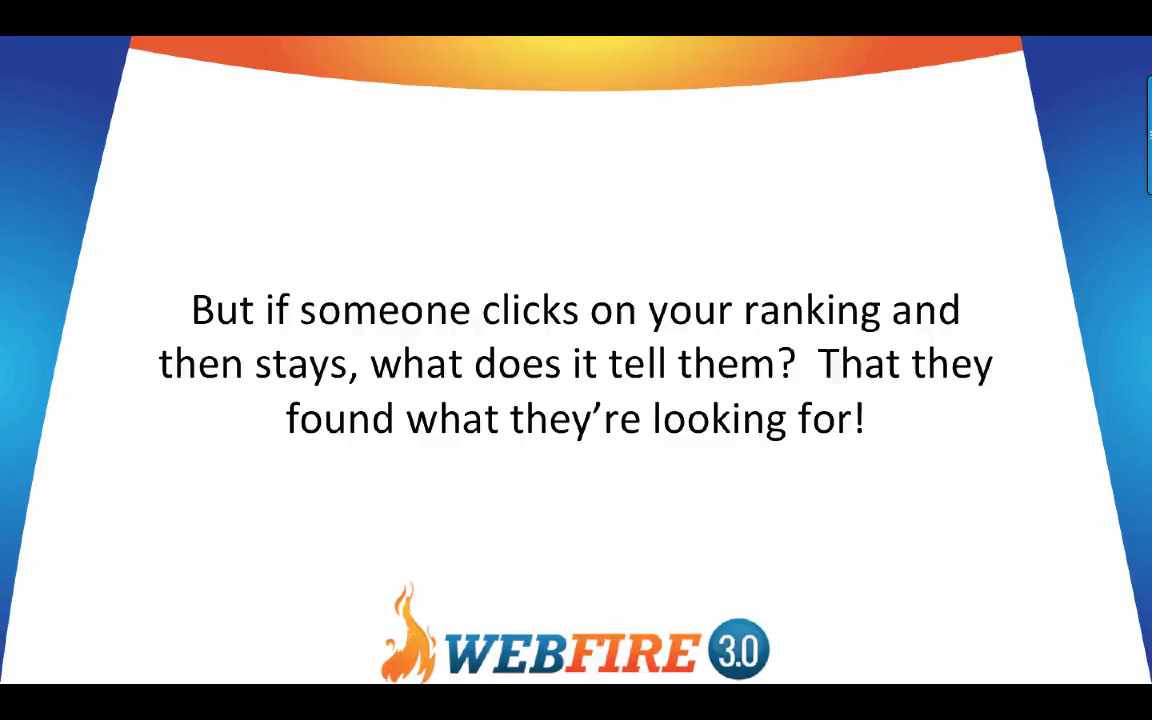 But if someone clicks on your ranking and
then stays, what does it tell them?  That they
found what they’re looking for!
WEBFIRE 3.0